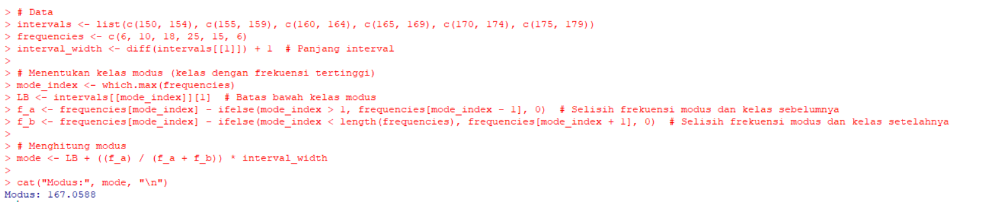 > # Data
> intervals <- list(c(150, 154), c(155, 159), c(160, 164), c(165, 169), c(170, 174), c(175, 179))
> frequencies <- c(6, 10, 18, 25, 15, 6)
> interval_width <- diff(intervals[[1]]) + 1  # Panjang interval
>
> # Menentukan kelas modus (kelas dengan frekuensi tertinggi)
> mode_index <- which.max(frequencies)
> LB <- intervals[[mode_index]][1]  # Batas bawah kelas modus
> f_a <- frequencies[mode_index] - ifelse(mode_index > 1, frequencies[mode_index - 1], 0)  # Selisih frekuensi modus dan kelas sebelumnya
> f_b <- frequencies[mode_index] - ifelse(mode_index < length(frequencies), frequencies[mode_index + 1], 0)  # Selisih frekuensi modus dan kelas setelahnya
>
> # Menghitung modus
> mode <- LB + ((f_a) / (f_a + f_b)) * interval_width
>
> cat("Modus:", mode, "\n")
Modus: 167.0588